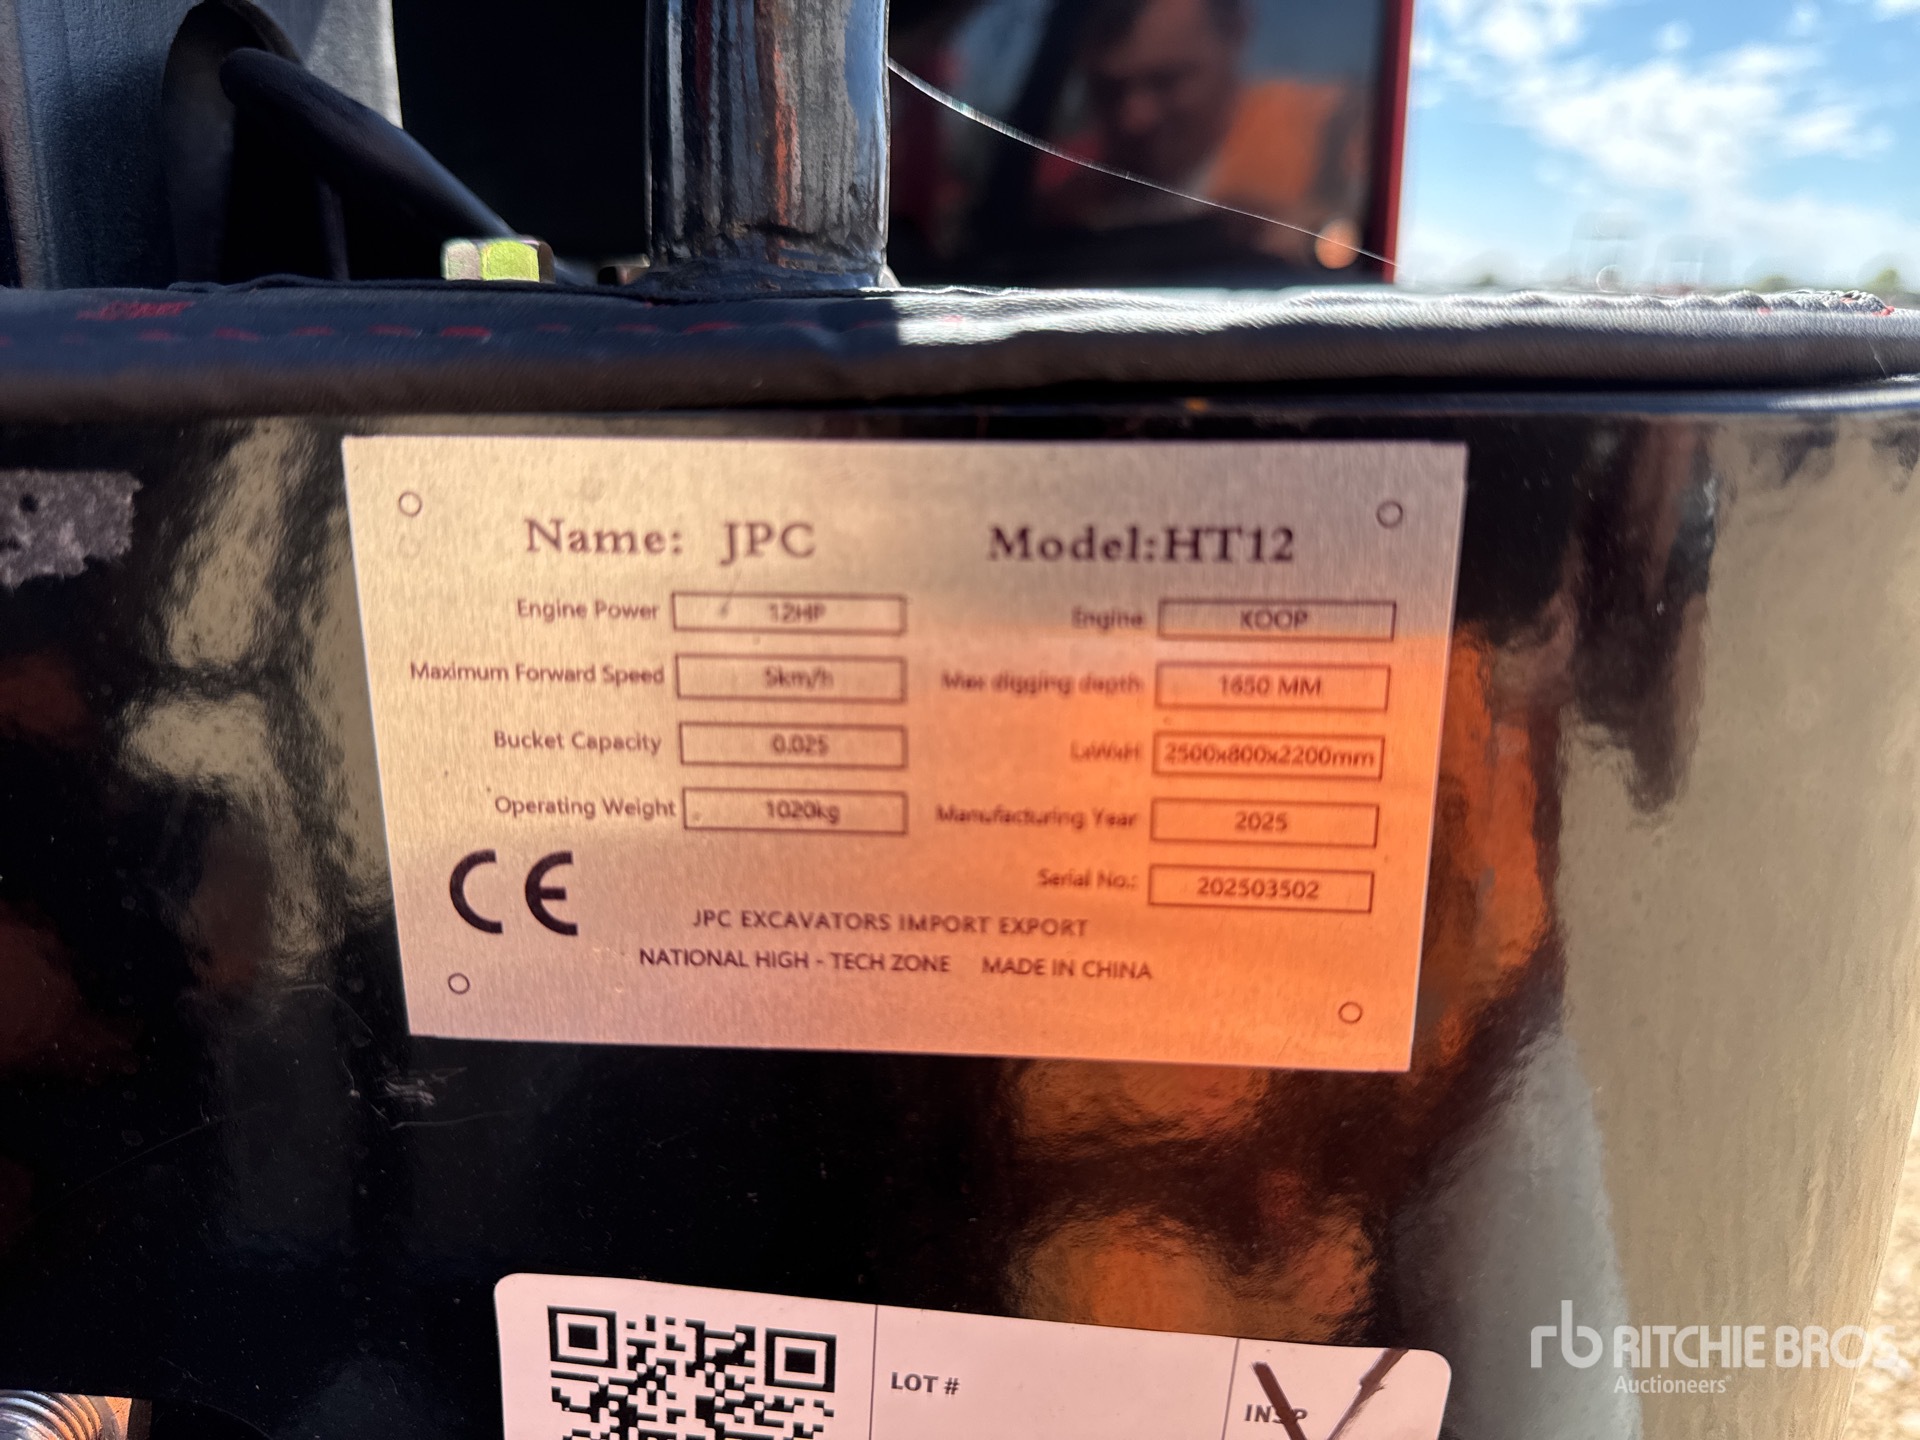 Name: JPC Model:HT12
Engine Power 12HP Engine KOOP
Maximum Forward Speed 5km/h Max digging depth 1650 MM
Bucket Capacity 0.025 LxWxH 2500x800x2200mm
Operating Weight 1020kg Manufacturing Year 2025
Serial No.: 202503502
CE
JPC EXCAVATORS IMPORT EXPORT
NATIONAL HIGH - TECH ZONE MADE IN CHINA
LOT #
INSP
rb RITCHIE BROS
Auctioneers